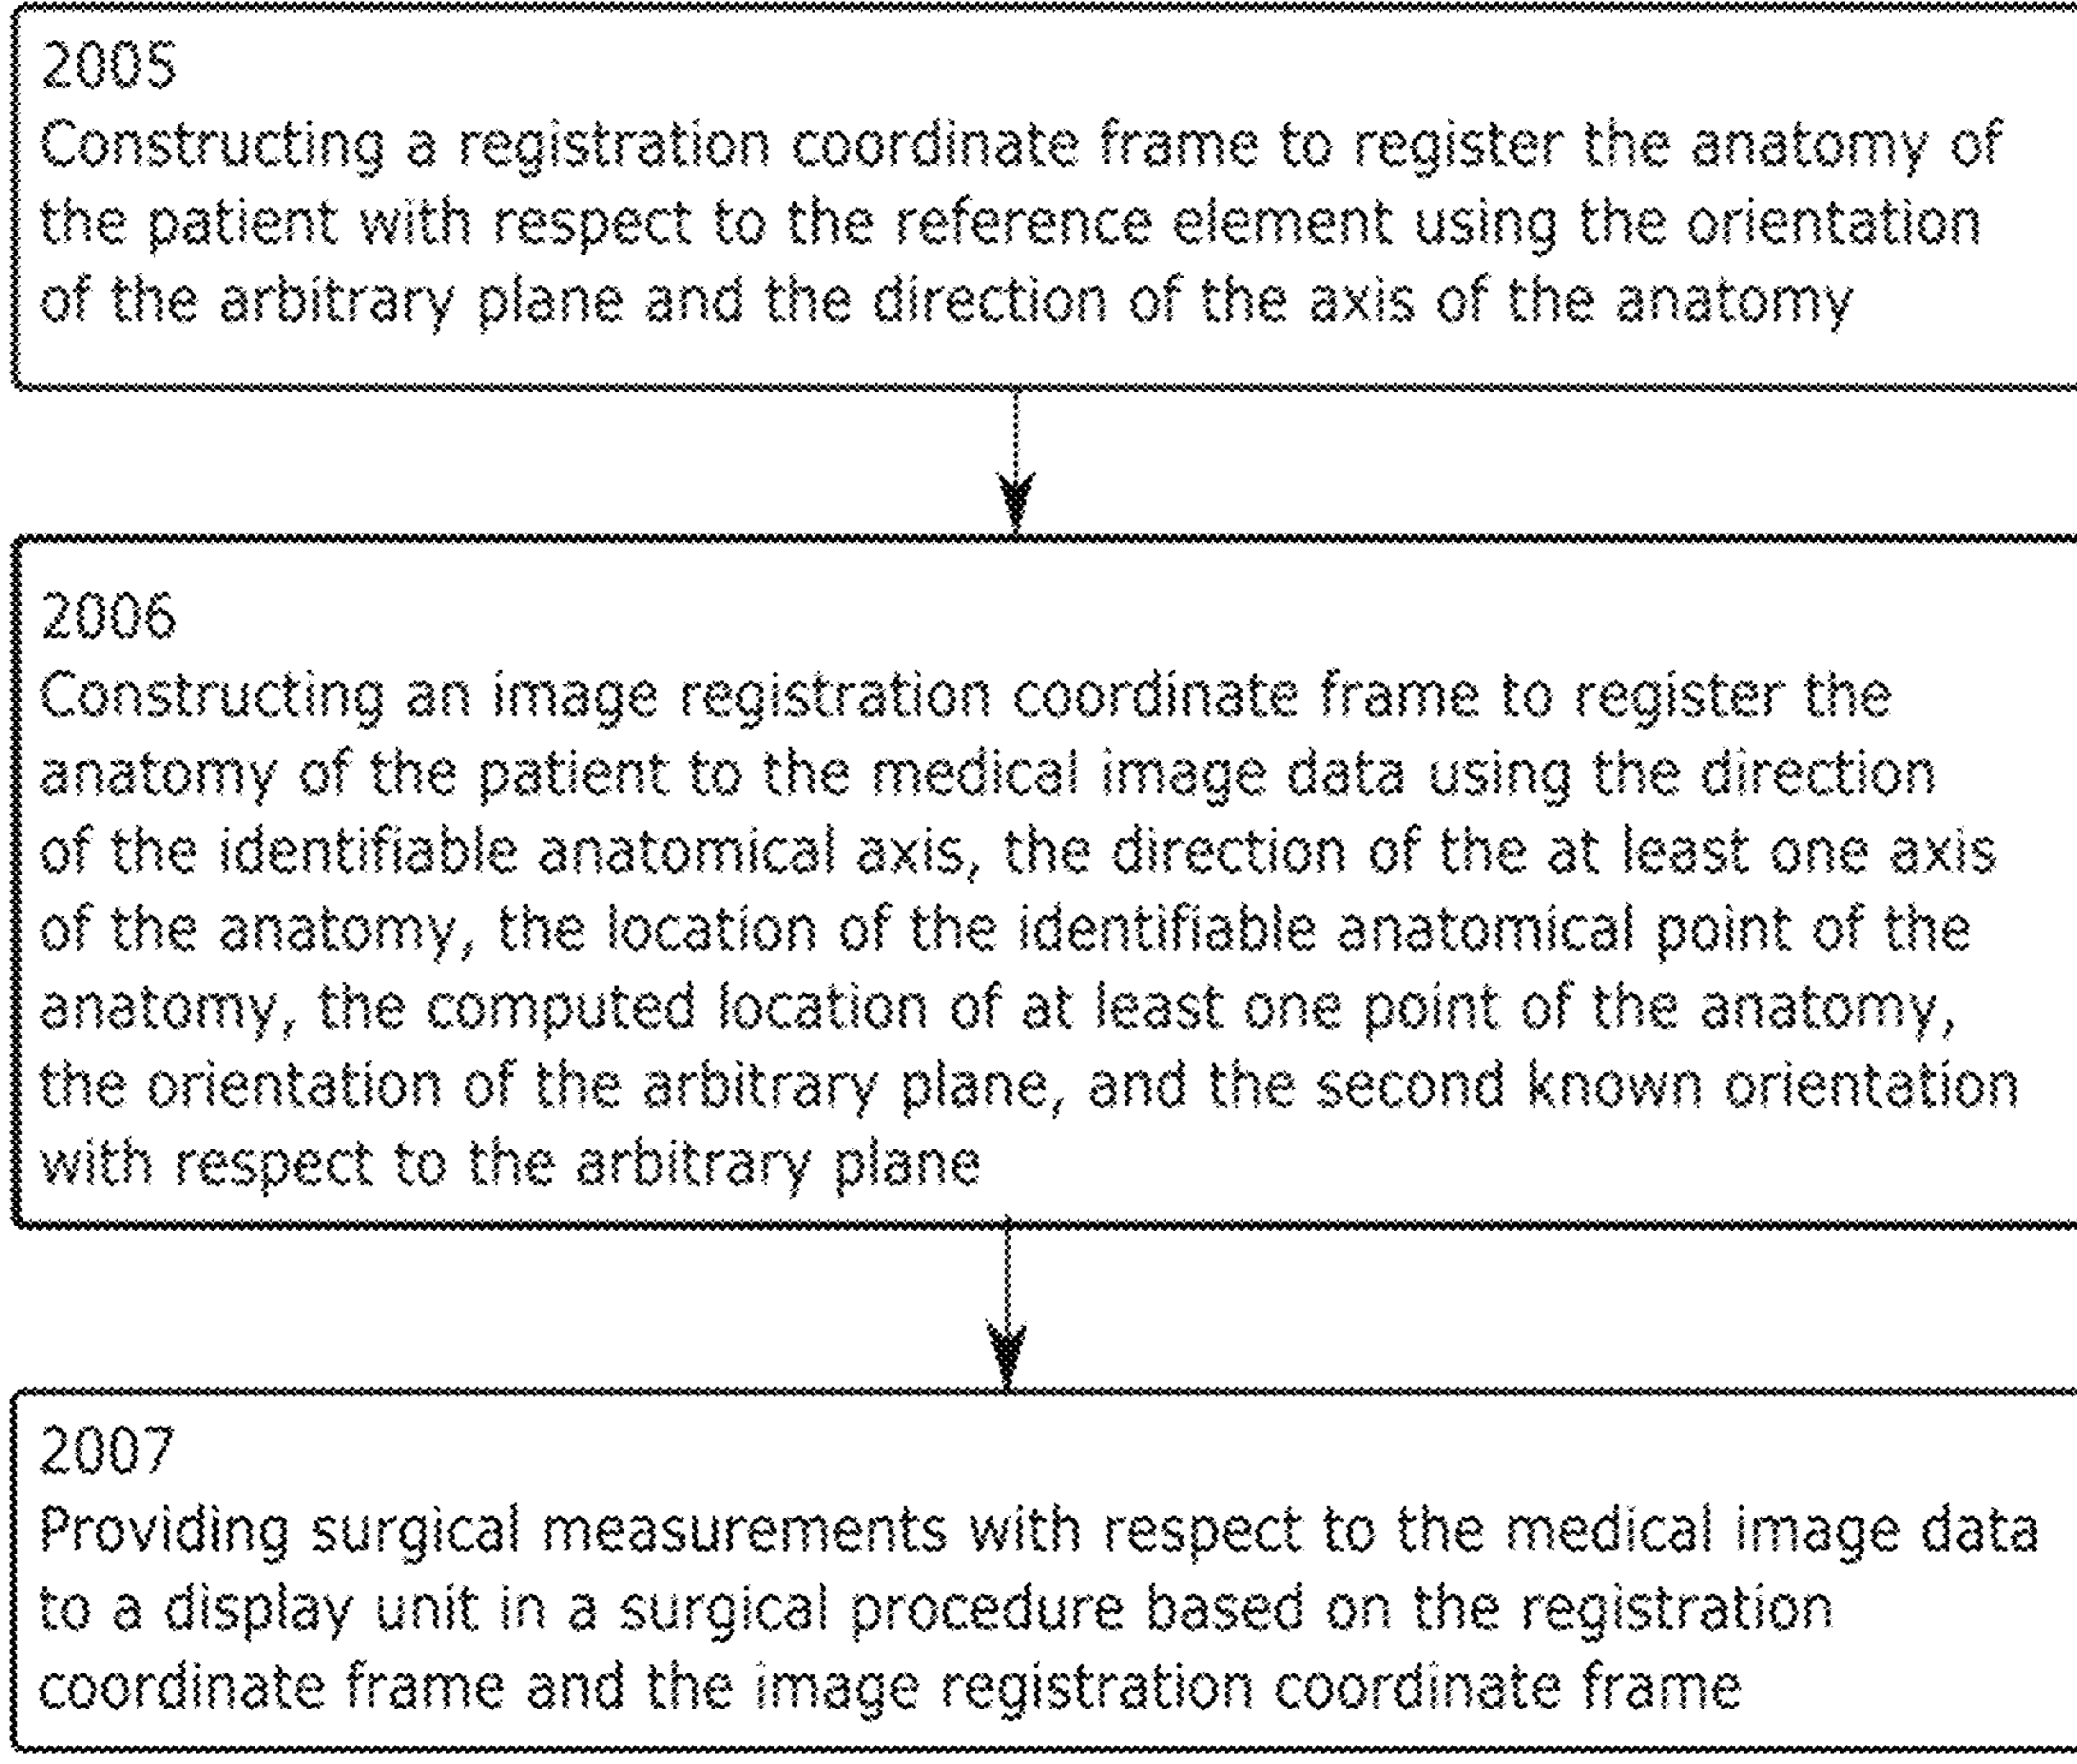 2005
Constructing a registration coordinate frame to register the anatomy of
the patient with respect to the reference element using the orientation
of the arbitrary plane and the direction of the axis of the anatomy
2006
Constructing an image registration coordinate frame to register the
anatomy of the patient to the medical image data using the direction
of the identifiable anatomical axis, the direction of the at least one axis
of the anatomy, the location of the identifiable anatomical point of the
anatomy, the computed location of at least one point of the anatomy,
the orientation of the arbitrary plane, and the second known orientation
with respect to the arbitrary plane
2007
Providing surgical measurements with respect to the medical image data
to a display unit in a surgical procedure based on the registration
coordinate frame and the image registration coordinate frame